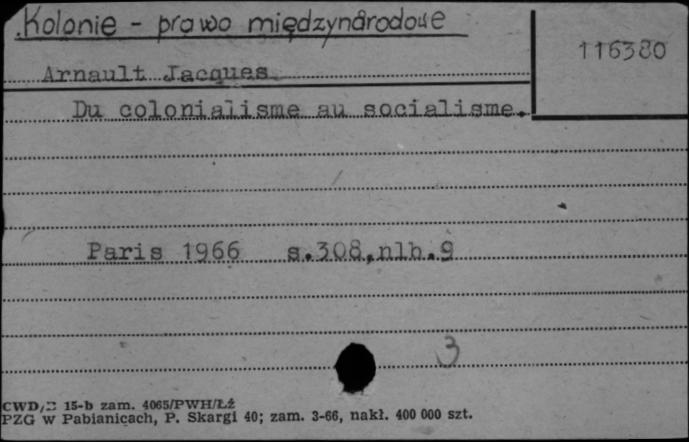 Kolonie - prawo międzynarodowe
116380
Arnault Jacques
Du colonialisme au socialisme.
Paris 1966 s.308,nlb.9
3
CWD/ 15-b zam. 4065/PWH/ŁŻ
PZG w Pabianicach, P. Skargi 40; zam. 3-66, nakł. 400 000 szt.